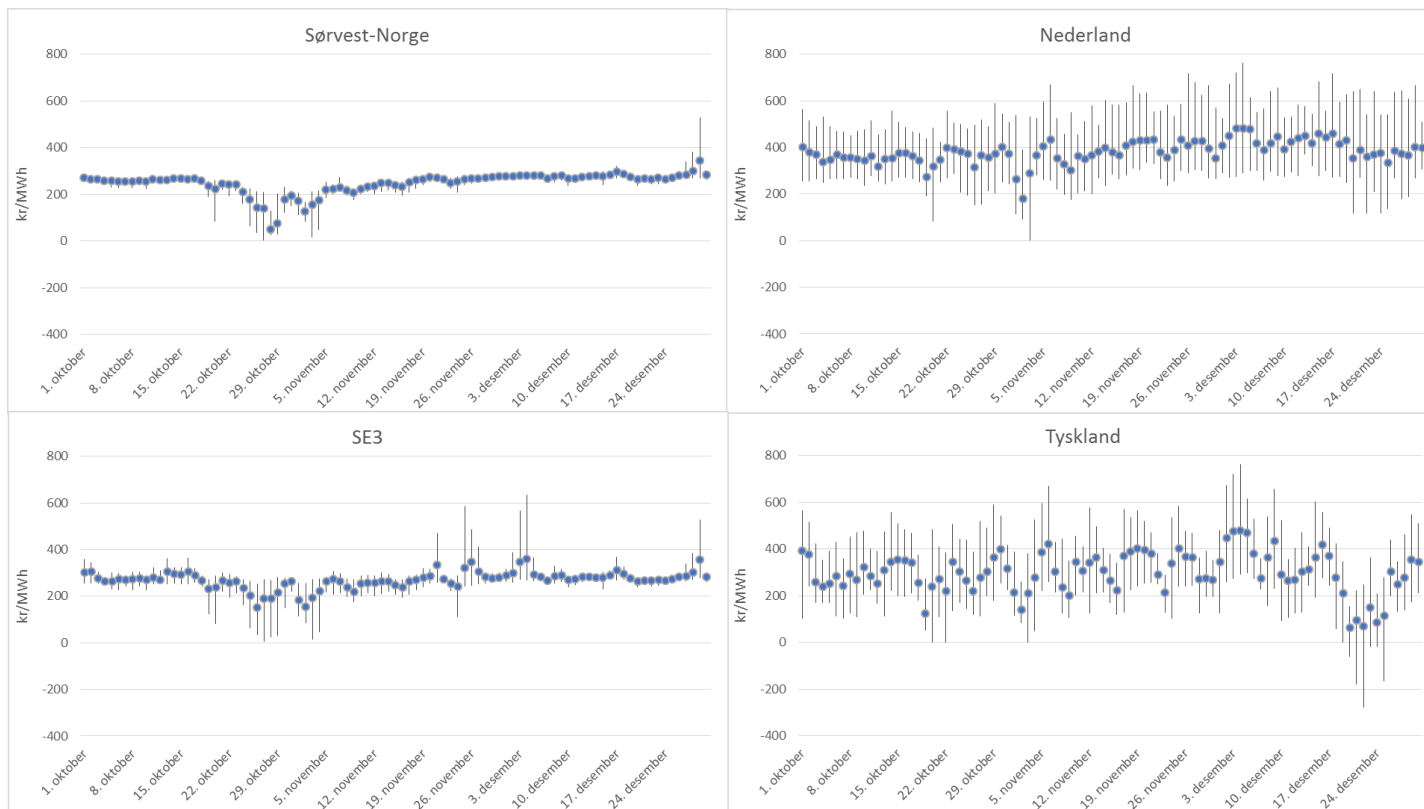 Sørvest-Norge
kr/MWh
800
600
400
200
0
-200
-400
1. oktober
8. oktober
15. oktober
22. oktober
29. oktober
5. november
12. november
19. november
26. november
3. desember
10. desember
17. desember
24. desember
Nederland
kr/MWh
800
600
400
200
0
-200
-400
1. oktober
8. oktober
15. oktober
22. oktober
29. oktober
5. november
12. november
19. november
26. november
3. desember
10. desember
17. desember
24. desember
SE3
kr/MWh
800
600
400
200
0
-200
-400
1. oktober
8. oktober
15. oktober
22. oktober
29. oktober
5. november
12. november
19. november
26. november
3. desember
10. desember
17. desember
24. desember
Tyskland
kr/MWh
800
600
400
200
0
-200
-400
1. oktober
8. oktober
15. oktober
22. oktober
29. oktober
5. november
12. november
19. november
26. november
3. desember
10. desember
17. desember
24. desember